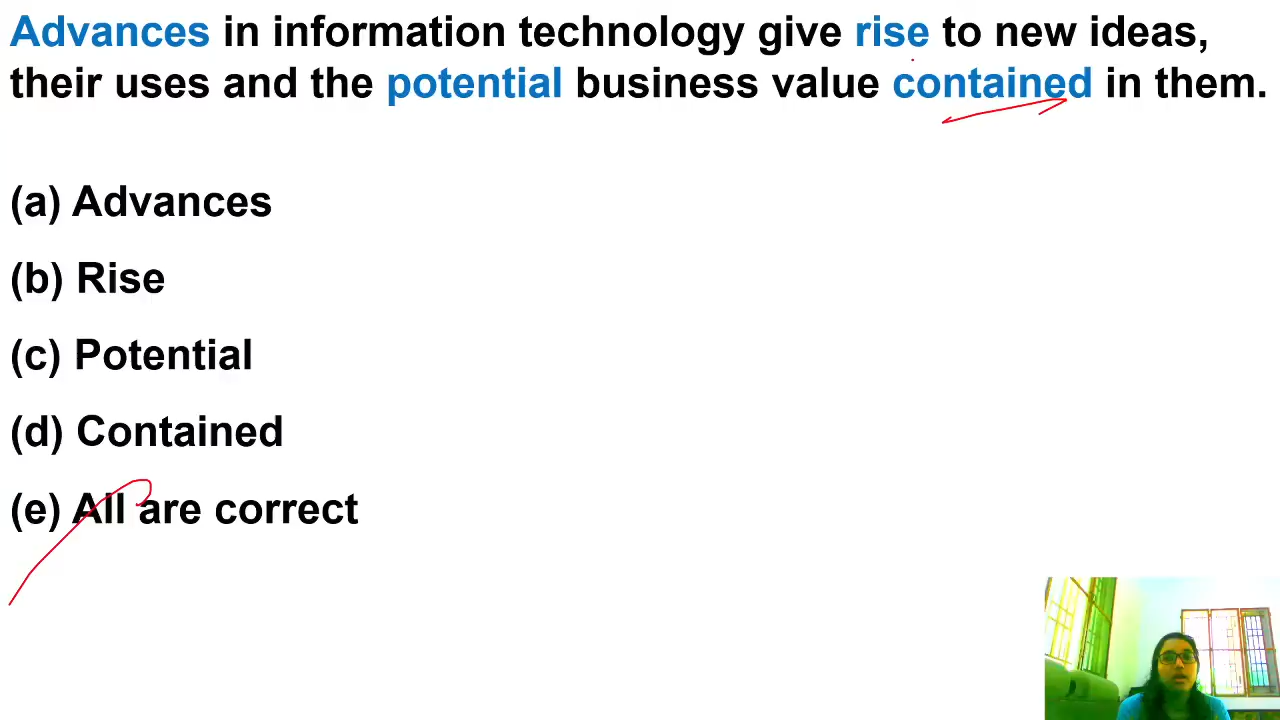 Advances in information technology give rise to new ideas,
their uses and the potential business value contained in them.
(a) Advances
(b) Rise
(c) Potential
(d) Contained
(e) All are correct